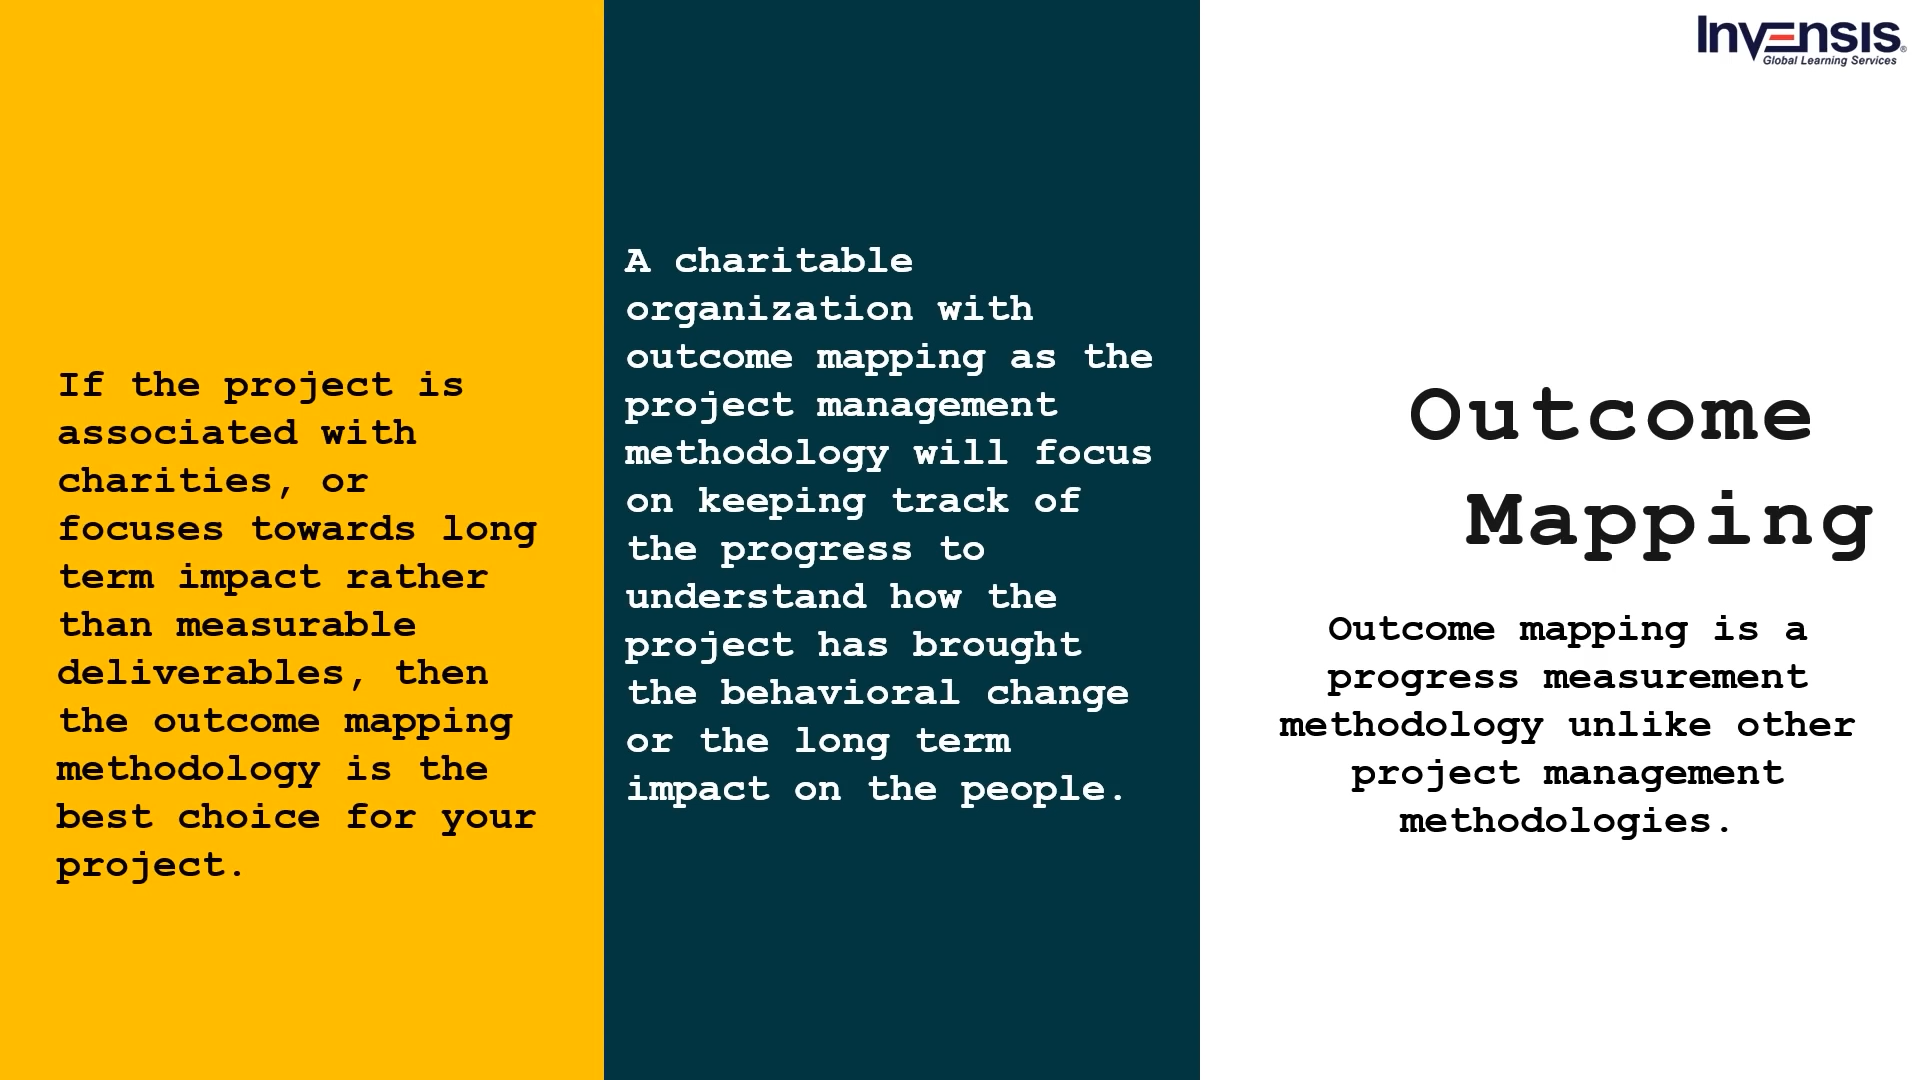 Invensis®
Global Learning Services
If the project is
associated with
charities, or
focuses towards long
term impact rather
than measurable
deliverables, then
the outcome mapping
methodology is the
best choice for your
project.
A charitable
organization with
outcome mapping as the
project management
methodology will focus
on keeping track of
the progress to
understand how the
project has brought
the behavioral change
or the long term
impact on the people.
Outcome
Mapping
Outcome mapping is a
progress measurement
methodology unlike other
project management
methodologies.